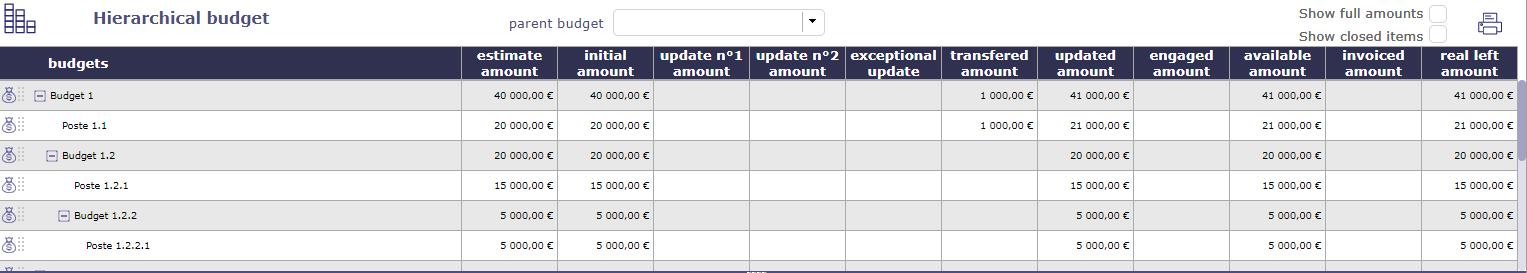 Hierarchical budget
parent budget
Show full amounts
Show closed items
budgets estimate amount initial amount update n°1 amount update n°2 amount exceptional update transfered amount updated amount engaged amount available amount invoiced amount real left amount
Budget 1 40 000,00 € 40 000,00 € 1 000,00 € 41 000,00 € 41 000,00 € 41 000,00 €
Poste 1.1 20 000,00 € 20 000,00 € 1 000,00 € 21 000,00 € 21 000,00 € 21 000,00 €
Budget 1.2 20 000,00 € 20 000,00 € 20 000,00 € 20 000,00 € 20 000,00 €
Poste 1.2.1 15 000,00 € 15 000,00 € 15 000,00 € 15 000,00 € 15 000,00 €
Budget 1.2.2 5 000,00 € 5 000,00 € 5 000,00 € 5 000,00 € 5 000,00 €
Poste 1.2.2.1 5 000,00 € 5 000,00 € 5 000,00 € 5 000,00 € 5 000,00 €